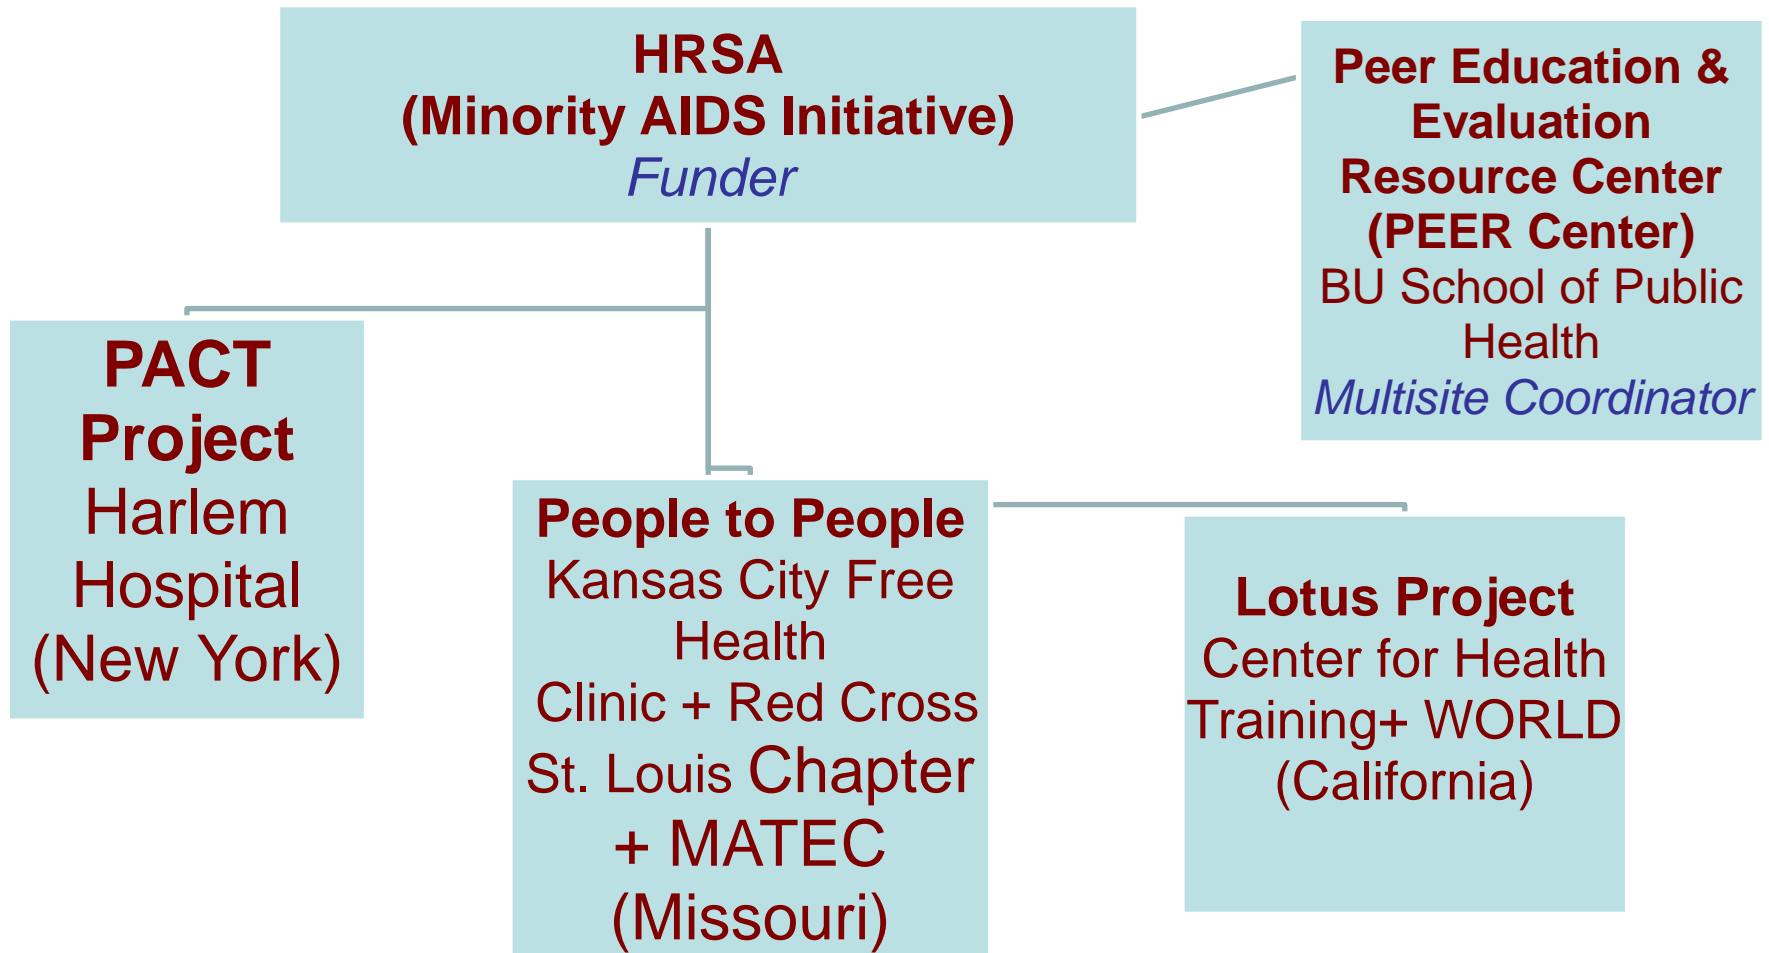 HRSA
(Minority AIDS Initiative)
Funder
Peer Education &
Evaluation
Resource Center
(PEER Center)
BU School of Public
Health
Multisite Coordinator
PACT
Project
Harlem
Hospital
(New York)
People to People
Kansas City Free
Health
Clinic + Red Cross
St. Louis Chapter
+ MATEC
(Missouri)
Lotus Project
Center for Health
Training+ WORLD
(California)